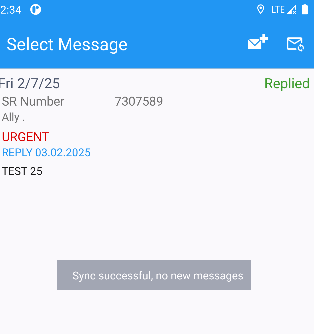 2:34 LTE
Select Message
Fri 2/7/25 Replied
SR Number 7307589
Ally .
URGENT
REPLY 03.02.2025
TEST 25
Sync successful, no new messages